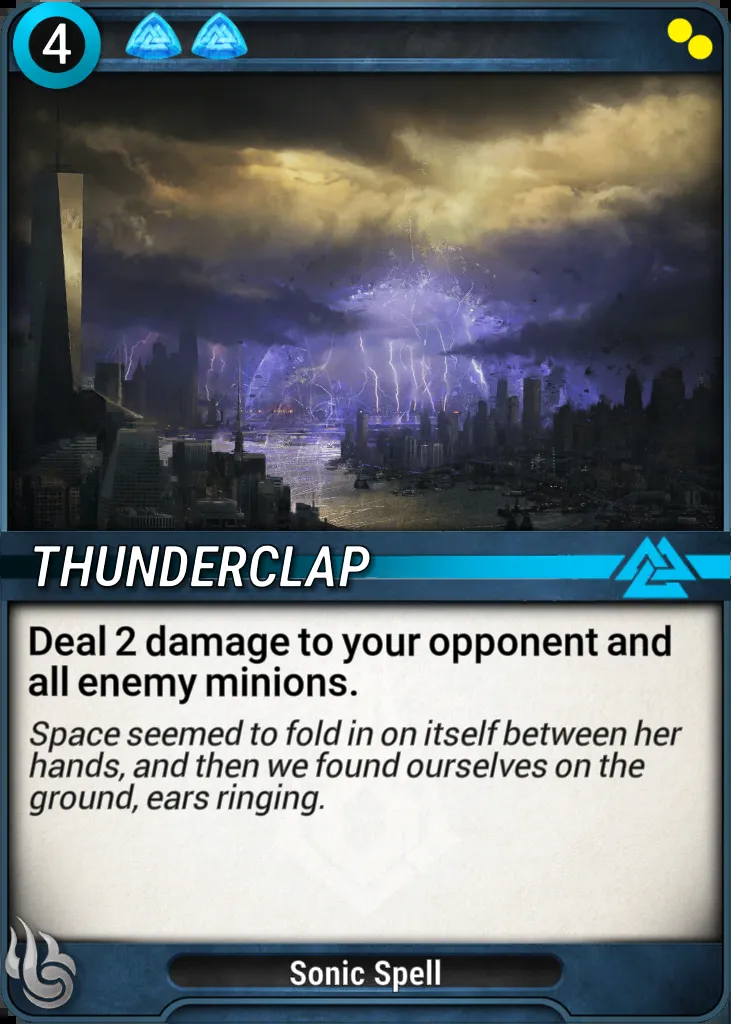 4
THUNDERCLAP
Deal 2 damage to your opponent and
all enemy minions.
Space seemed to fold in on itself between her
hands, and then we found ourselves on the
ground, ears ringing.
Sonic Spell